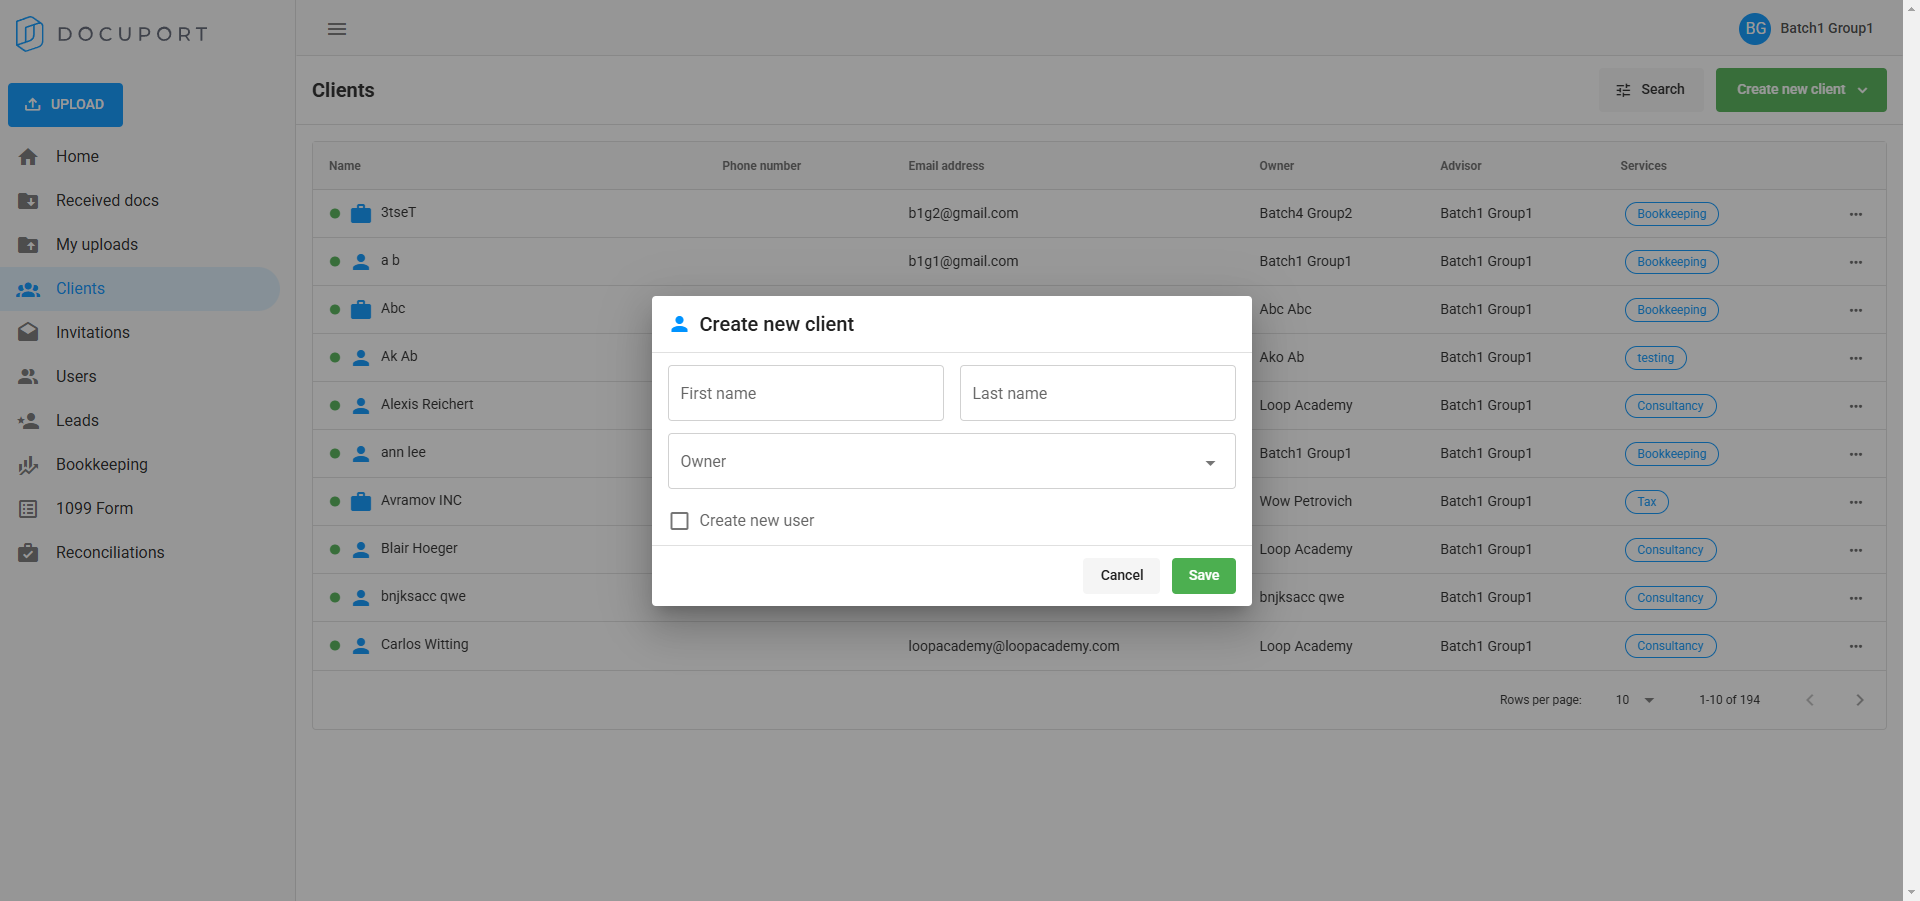 DOCUPORT
BG Batch1 Group1
UPLOAD
Home
Received docs
My uploads
Clients
Invitations
Users
Leads
Bookkeeping
1099 Form
Reconciliations
Clients
Search
Create new client
Name Phone number Email address Owner Advisor Services
3tseT b1g2@gmail.com Batch4 Group2 Batch1 Group1 Bookkeeping
a b b1g1@gmail.com Batch1 Group1 Batch1 Group1 Bookkeeping
Abc Abc Abc Batch1 Group1 Bookkeeping
Ak Ab Ako Ab Batch1 Group1 testing
Alexis Reichert Loop Academy Batch1 Group1 Consultancy
ann lee Batch1 Group1 Batch1 Group1 Bookkeeping
Avramov INC Wow Petrovich Batch1 Group1 Tax
Blair Hoeger Loop Academy Batch1 Group1 Consultancy
bnjksacc qwe bnjksacc qwe Batch1 Group1 Consultancy
Carlos Witting loopacademy@loopacademy.com Loop Academy Batch1 Group1 Consultancy
Rows per page: 10 1-10 of 194
Create new client
First name Last name
Owner
Create new user
Cancel Save